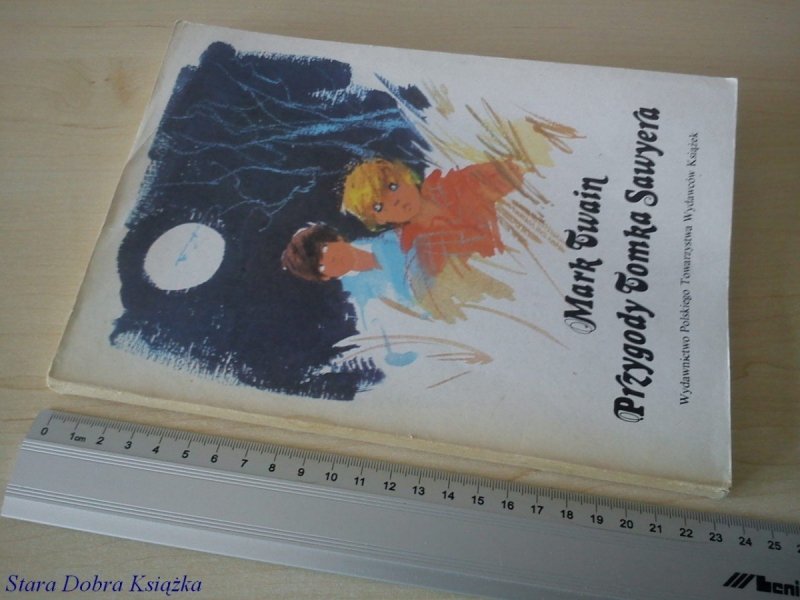 Mark Twain
Przygody Tomka Sawyera
Wydawnictwo Polskiego Towarzystwa Wydawców Książek
0 1cm 2 3 4 5 6 7 8 9 10 11 12 13 14 15 16 17 18 19 20 21 22 23 24 25
Stara Dobra Książka